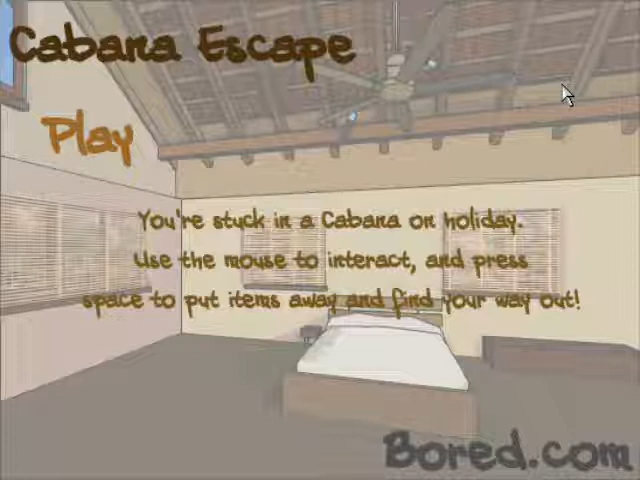 Cabana Escape
Play
You're stuck in a Cabana on holiday.
Use the mouse to interact, and press
space to put items away and find your way out!
Bored.com